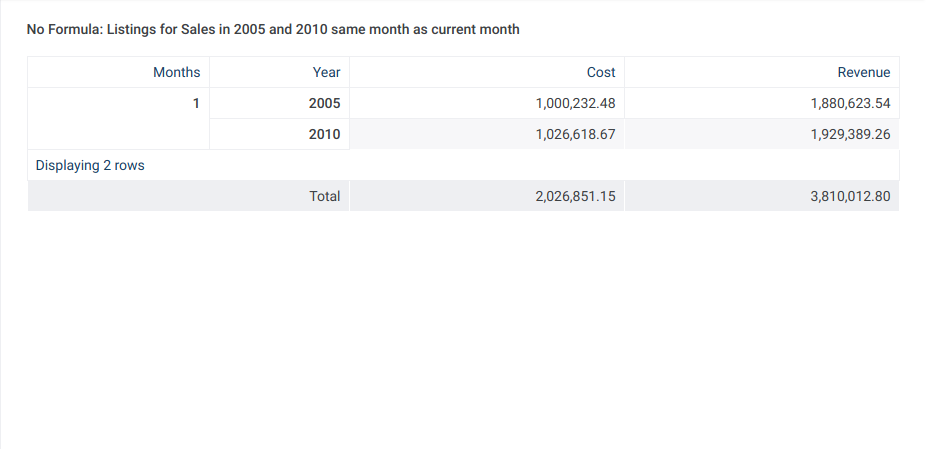 No Formula: Listings for Sales in 2005 and 2010 same month as current month
Months Year Cost Revenue
1 2005 1,000,232.48 1,880,623.54
2010 1,026,618.67 1,929,389.26
Displaying 2 rows
Total 2,026,851.15 3,810,012.80